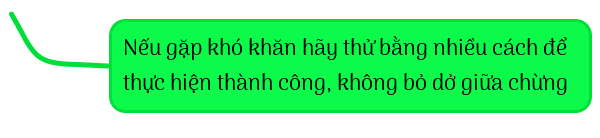 Nếu gặp khó khăn hãy thử bằng nhiều cách để
thực hiện thành công, không bỏ dở giữa chừng